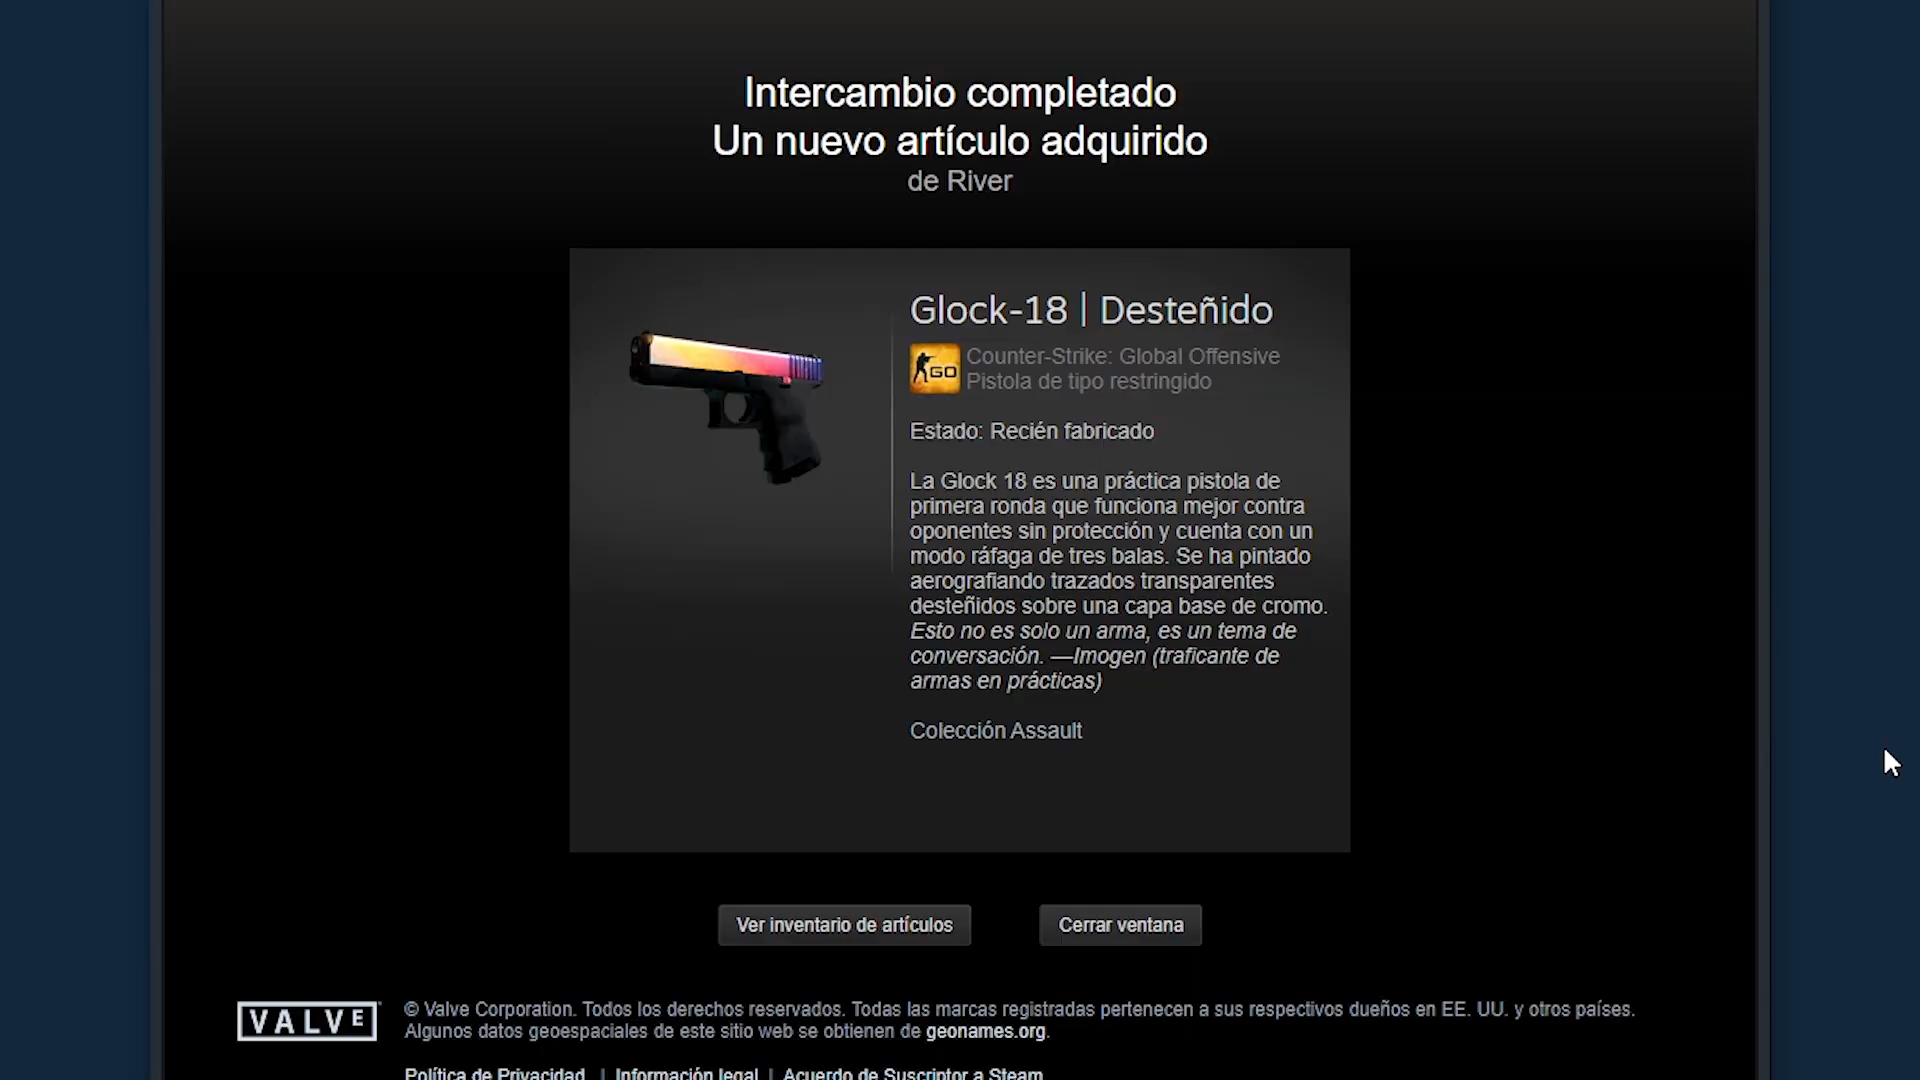 Intercambio completado
Un nuevo artículo adquirido
de River
Glock-18 | Desteñido
GO
Counter-Strike: Global Offensive
Pistola de tipo restringido
Estado: Recién fabricado
La Glock 18 es una práctica pistola de
primera ronda que funciona mejor contra
oponentes sin protección y cuenta con un
modo ráfaga de tres balas. Se ha pintado
aerografiando trazados transparentes
desteñidos sobre una capa base de cromo.
Esto no es solo un arma, es un tema de
conversación. —Imogen (traficante de
armas en prácticas)
Colección Assault
Ver inventario de artículos
Cerrar ventana
VALVE
© Valve Corporation. Todos los derechos reservados. Todas las marcas registradas pertenecen a sus respectivos dueños en EE. UU. y otros países.
Algunos datos geoespaciales de este sitio web se obtienen de geonames.org.
Política de Privacidad | Información legal | Acuerdo de Suscriptor a Steam